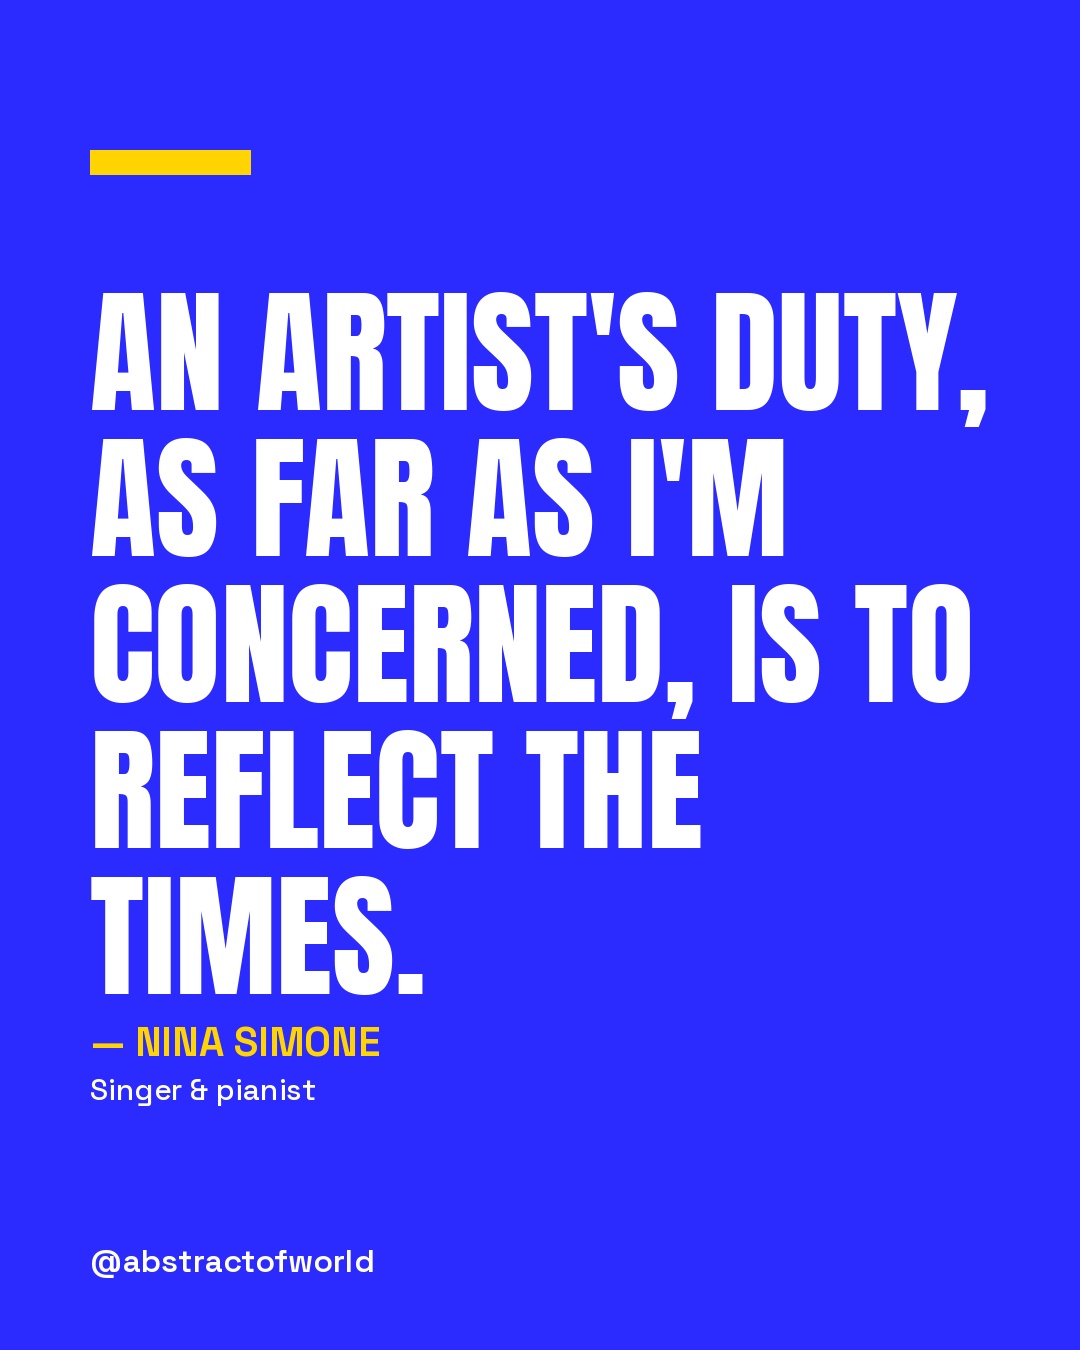 AN ARTIST'S DUTY,
AS FAR AS I'M
CONCERNED, IS TO
REFLECT THE
TIMES.
— NINA SIMONE
Singer & pianist
@abstractofworld